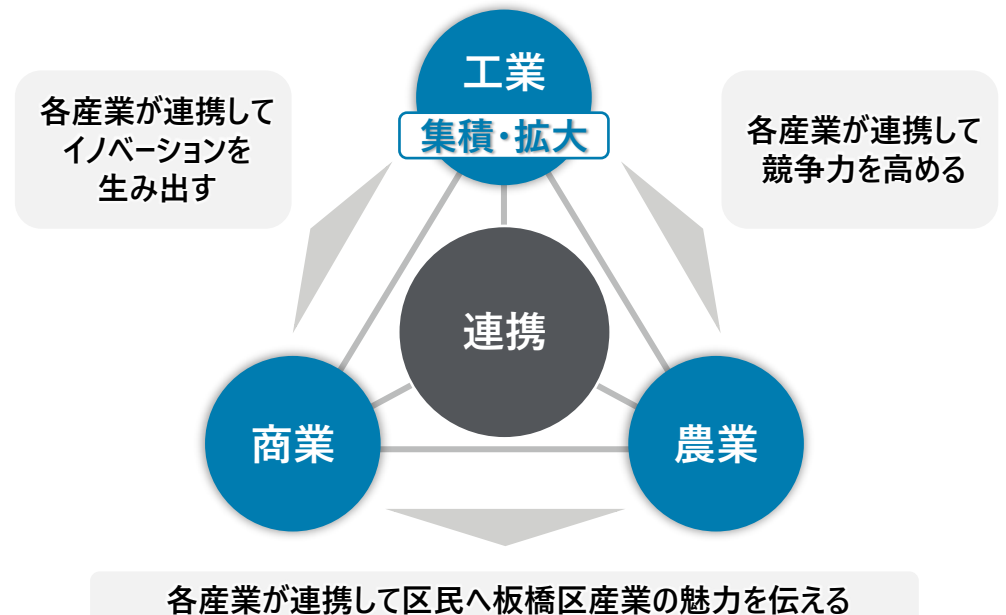 工業
集積・拡大
各産業が連携して
イノベーションを
生み出す
各産業が連携して
競争力を高める
連携
商業
農業
各産業が連携して区民へ板橋区産業の魅力を伝える